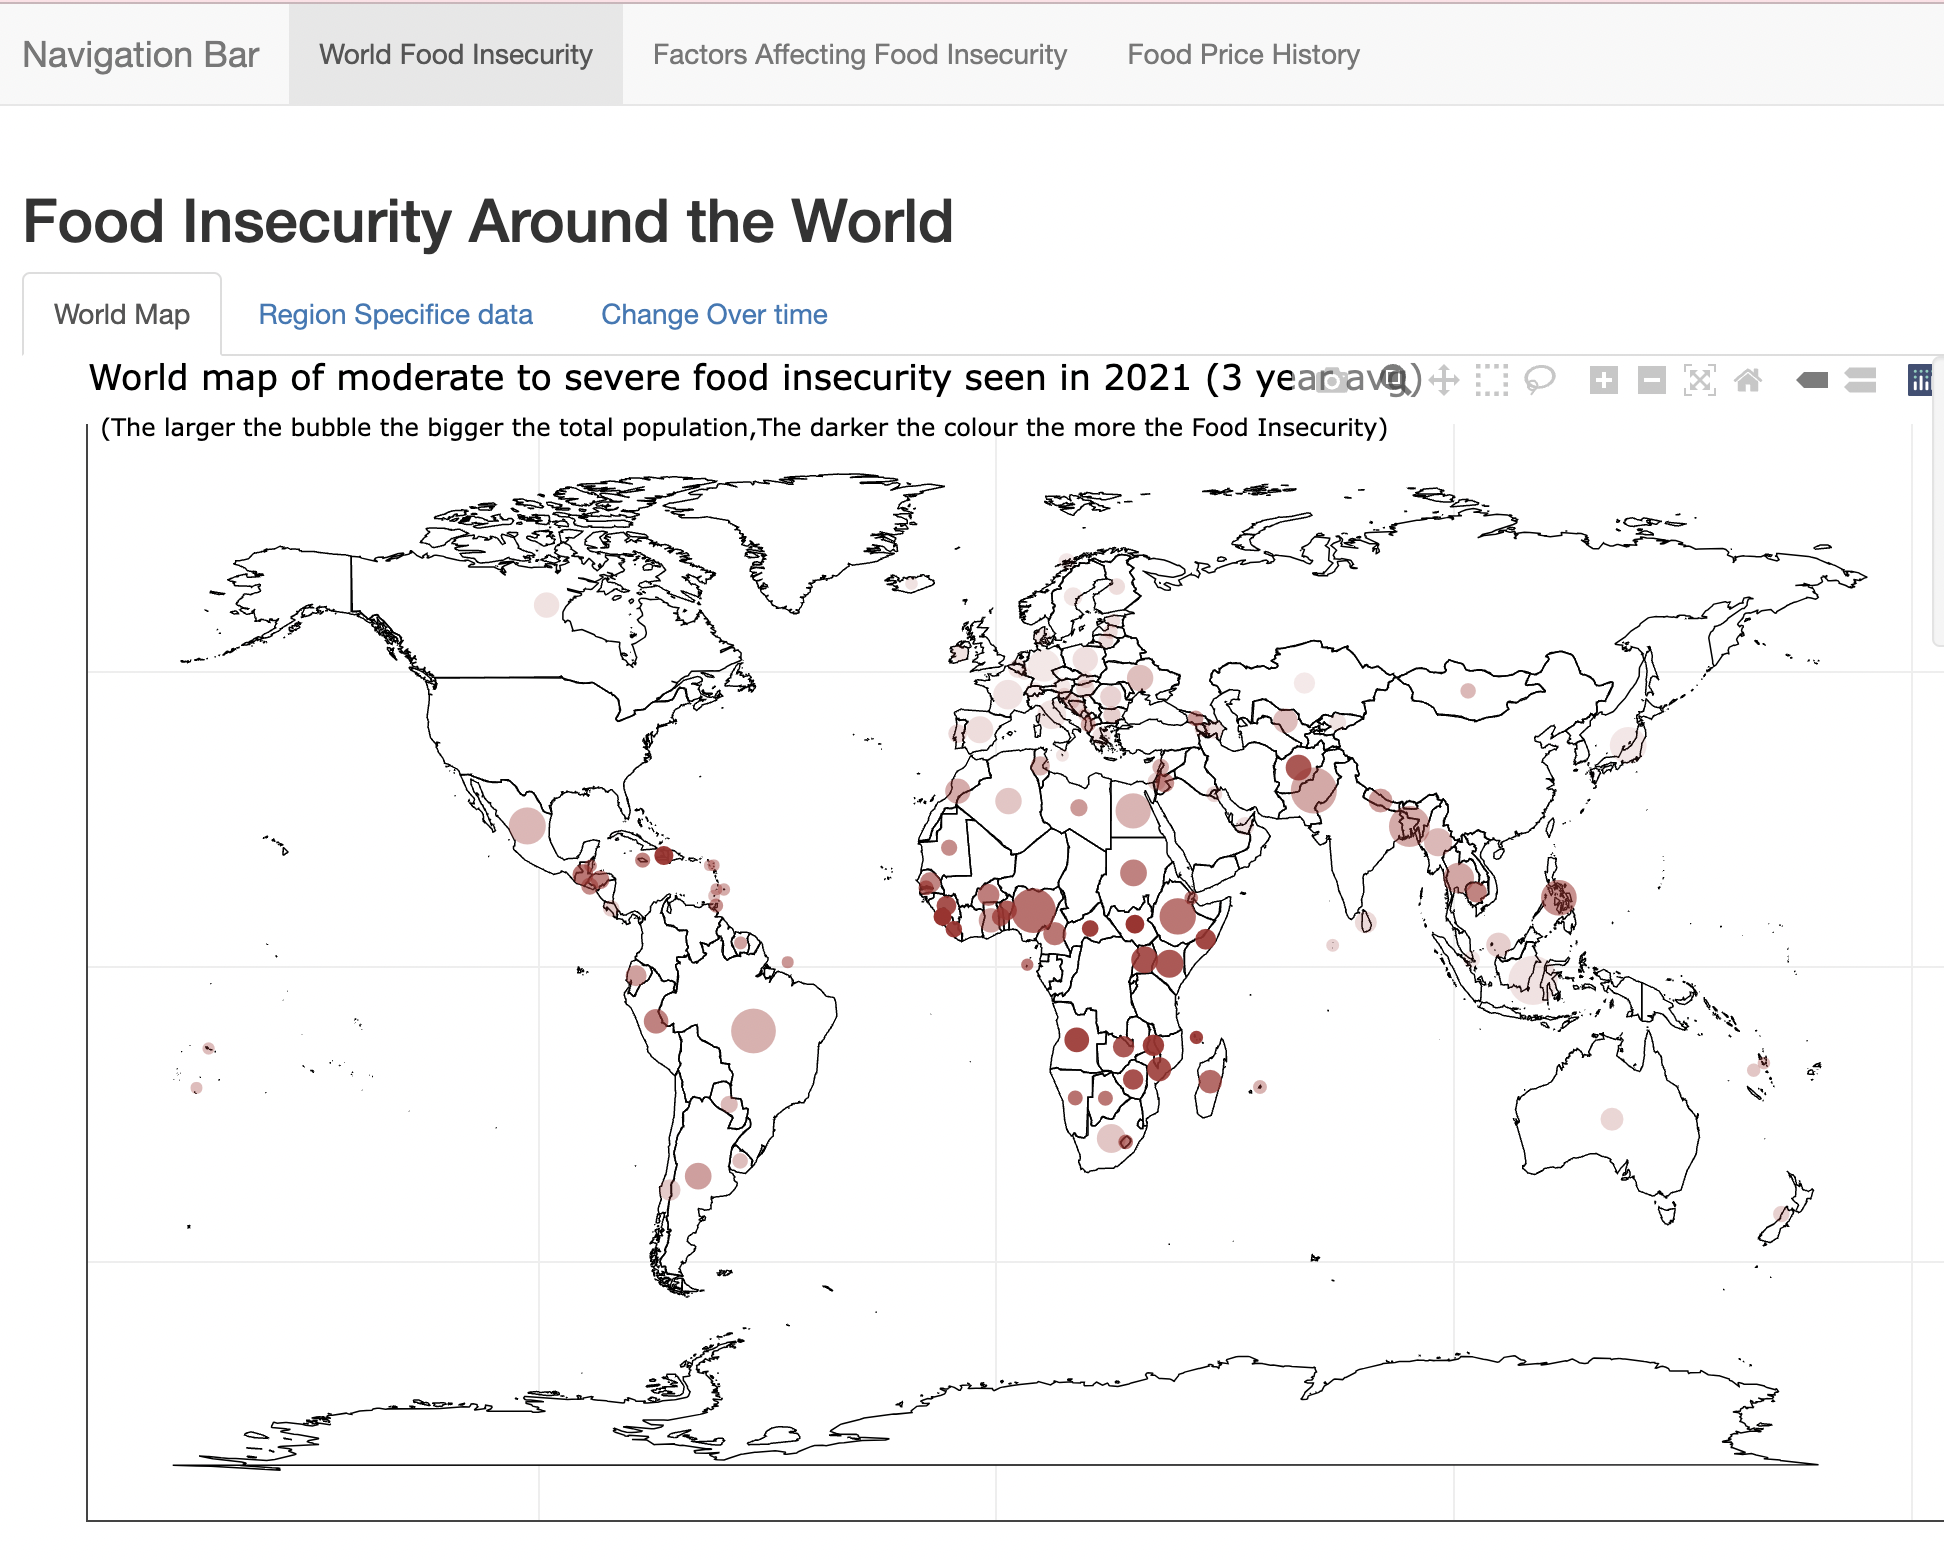 Navigation Bar World Food Insecurity Factors Affecting Food Insecurity Food Price History
Food Insecurity Around the World
World Map Region Specifice data Change Over time
World map of moderate to severe food insecurity seen in 2021 (3 year avg)
(The larger the bubble the bigger the total population,The darker the colour the more the Food Insecurity)